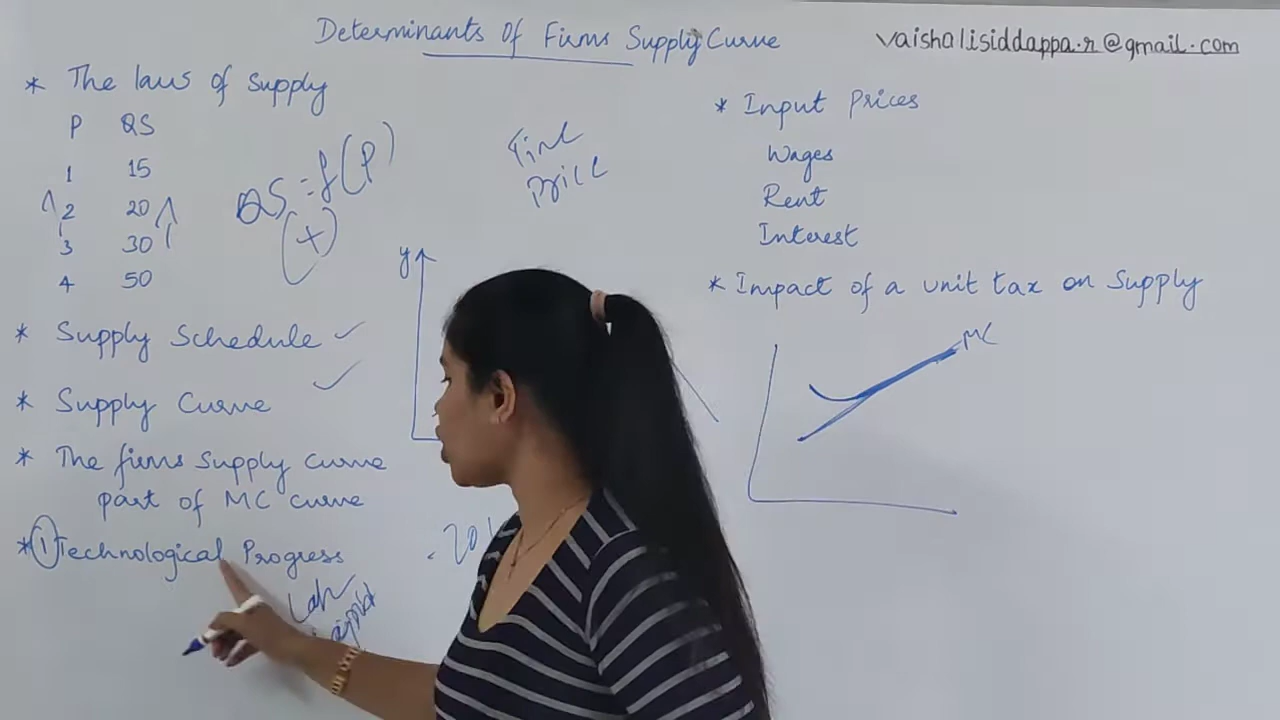 Determinants Of Firms Supply Curve
vaishalisiddappa.r@gmail.com
* The laws of supply
P QS
1 15
2 20
3 30
4 50
QS = f(P)
(+)
Price
y
* Supply Schedule ✓
* Supply Curve ✓
* The firms supply curve
part of MC curve
* (1) Technological Progress
Lab
* Input Prices
Wages
Rent
Interest
* Impact of a unit tax on Supply
MC